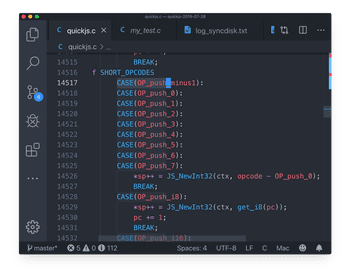 quickjs.c — quickjs-2019-07-28
quickjs.c
my_test.c
log_syncdisk.txt
quickjs.c > ...
14515 BREAK;
14516 f SHORT_OPCODES
14517 CASE(OP_push_minus1):
14518 CASE(OP_push_0):
14519 CASE(OP_push_1):
14520 CASE(OP_push_2):
14521 CASE(OP_push_3):
14522 CASE(OP_push_4):
14523 CASE(OP_push_5):
14524 CASE(OP_push_6):
14525 CASE(OP_push_7):
14526 *sp++ = JS_NewInt32(ctx, opcode - OP_push_0);
14527 BREAK;
14528 CASE(OP_push_i8):
14529 *sp++ = JS_NewInt32(ctx, get_i8(pc));
14530 pc += 1;
14531 BREAK;
14532 CASE(OP_push_i16):
6
master* 5 0 112 Spaces: 4 UTF-8 LF C Mac